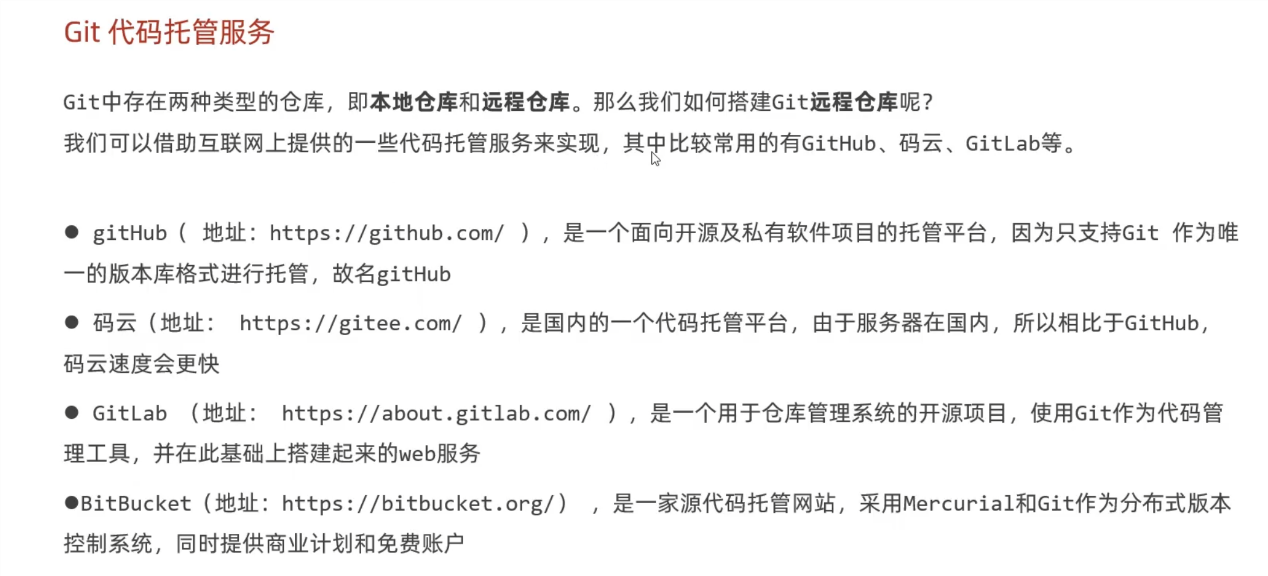 Git 代码托管服务
Git中存在两种类型的仓库，即本地仓库和远程仓库。那么我们如何搭建Git远程仓库呢？
我们可以借助互联网上提供的一些代码托管服务来实现，其中比较常用的有GitHub、码云、GitLab等。
● gitHub（ 地址：https://github.com/ ），是一个面向开源及私有软件项目的托管平台，因为只支持Git 作为唯
一的版本库格式进行托管，故名gitHub
● 码云（地址： https://gitee.com/ ），是国内的一个代码托管平台，由于服务器在国内，所以相比于GitHub，
码云速度会更快
● GitLab （地址： https://about.gitlab.com/ ），是一个用于仓库管理系统的开源项目，使用Git作为代码管
理工具，并在此基础上搭建起来的web服务
●BitBucket（地址：https://bitbucket.org/） ，是一家源代码托管网站，采用Mercurial和Git作为分布式版本
控制系统，同时提供商业计划和免费账户